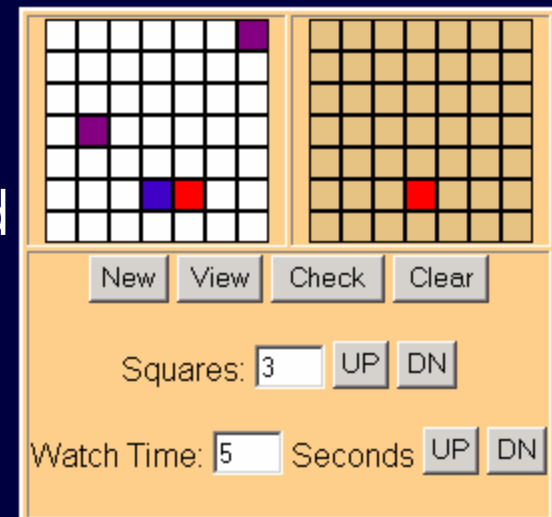 d
New View Check Clear
Squares: 3 UP DN
Watch Time: 5 Seconds UP DN